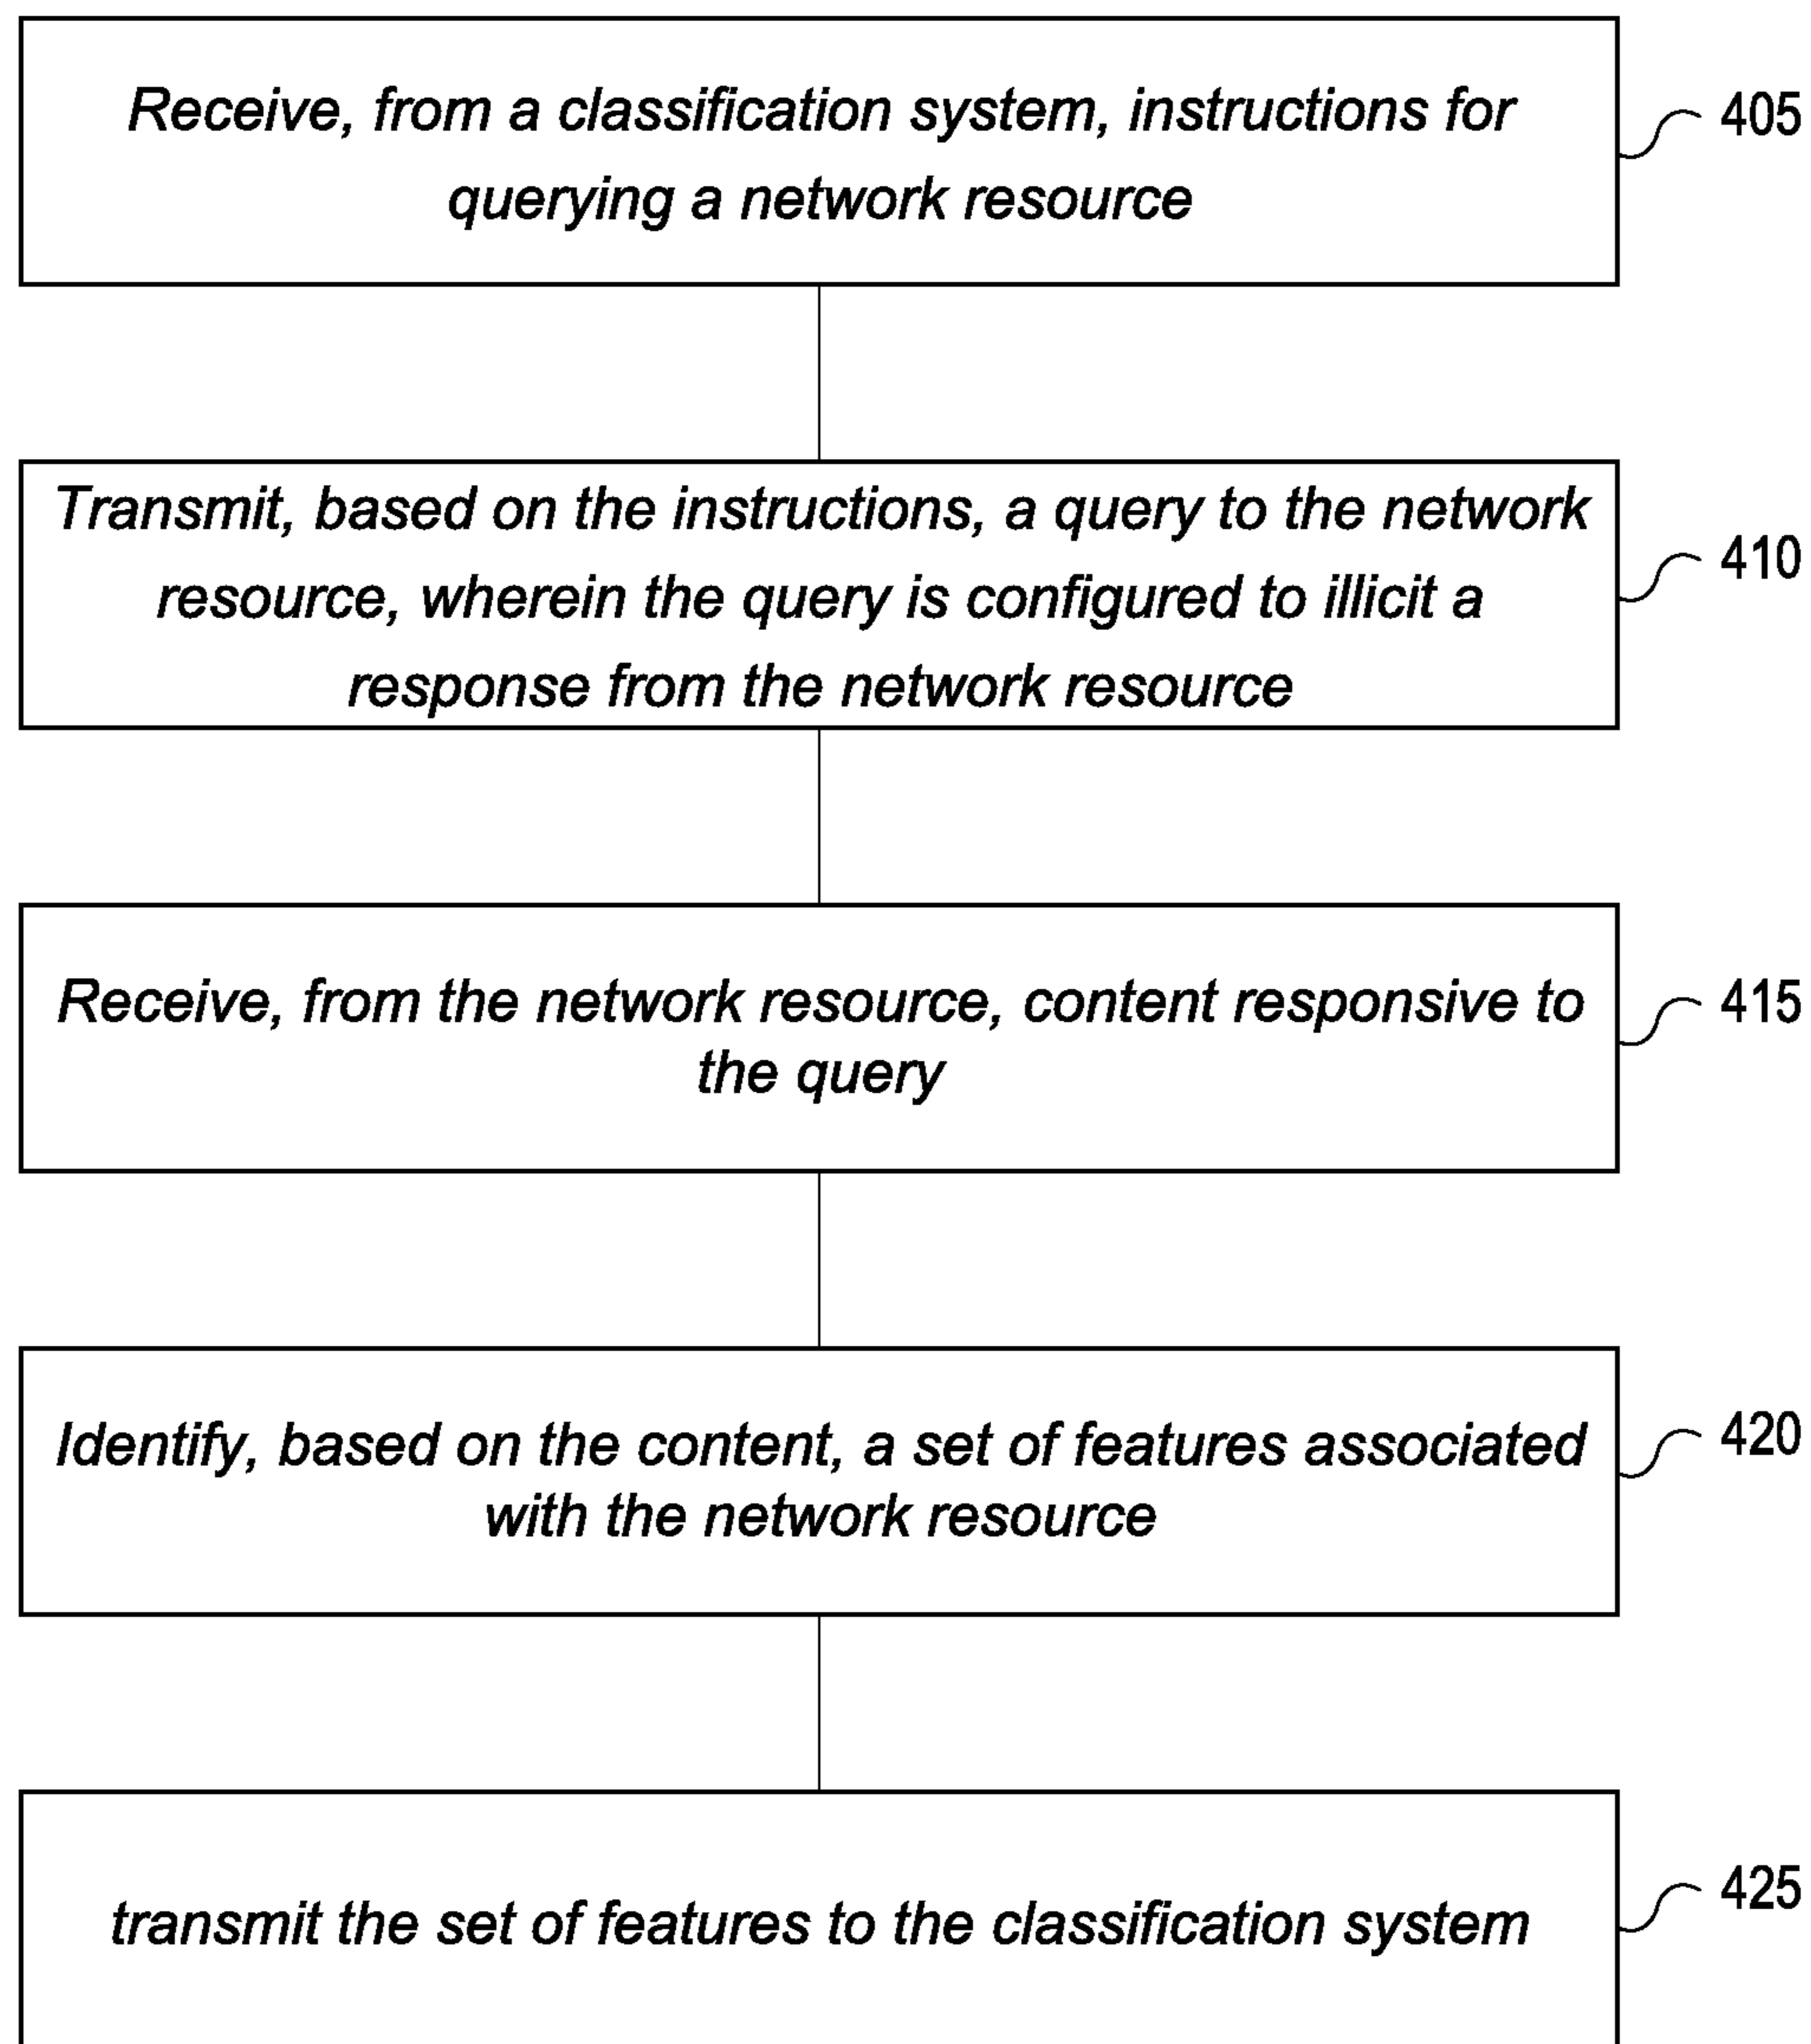 Receive, from a classification system, instructions for
querying a network resource
405
Transmit, based on the instructions, a query to the network
resource, wherein the query is configured to illicit a
response from the network resource
410
Receive, from the network resource, content responsive to
the query
415
Identify, based on the content, a set of features associated
with the network resource
420
transmit the set of features to the classification system
425